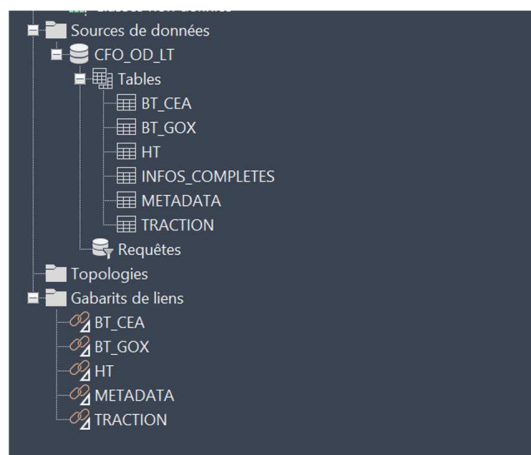 Sources de données
CFO_OD_LT
Tables
BT_CEA
BT_GOX
HT
INFOS_COMPLETES
METADATA
TRACTION
Requêtes
Topologies
Gabarits de liens
BT_CEA
BT_GOX
HT
METADATA
TRACTION